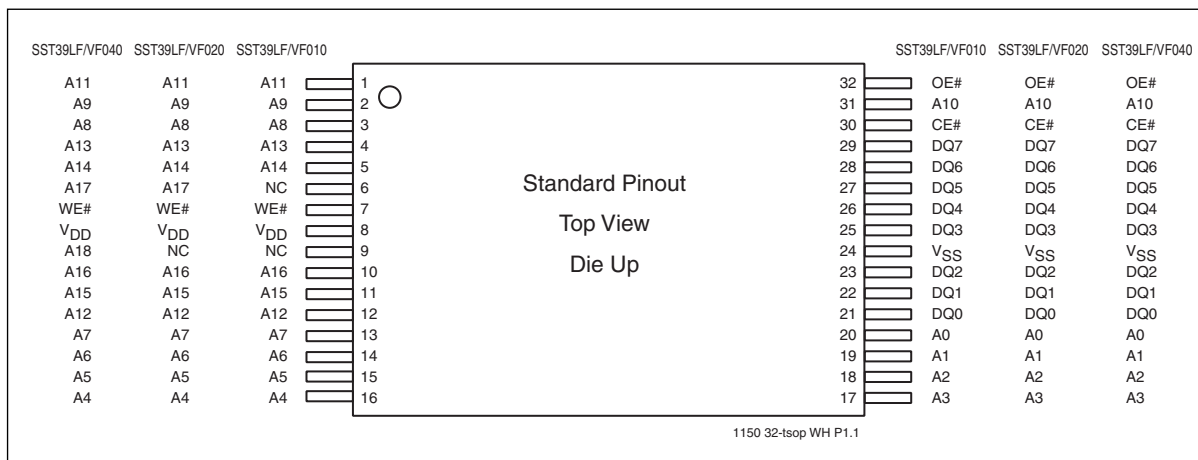 SST39LF/VF040 SST39LF/VF020 SST39LF/VF010 SST39LF/VF010 SST39LF/VF020 SST39LF/VF040
A11 A11 A11 1 32 OE# OE# OE#
A9 A9 A9 2 31 A10 A10 A10
A8 A8 A8 3 30 CE# CE# CE#
A13 A13 A13 4 29 DQ7 DQ7 DQ7
A14 A14 A14 5 28 DQ6 DQ6 DQ6
A17 A17 NC 6 27 DQ5 DQ5 DQ5
WE# WE# WE# 7 26 DQ4 DQ4 DQ4
VDD VDD VDD 8 25 DQ3 DQ3 DQ3
A18 NC NC 9 24 VSS VSS VSS
A16 A16 A16 10 23 DQ2 DQ2 DQ2
A15 A15 A15 11 22 DQ1 DQ1 DQ1
A12 A12 A12 12 21 DQ0 DQ0 DQ0
A7 A7 A7 13 20 A0 A0 A0
A6 A6 A6 14 19 A1 A1 A1
A5 A5 A5 15 18 A2 A2 A2
A4 A4 A4 16 17 A3 A3 A3
Standard Pinout
Top View
Die Up
1150 32-tsop WH P1.1